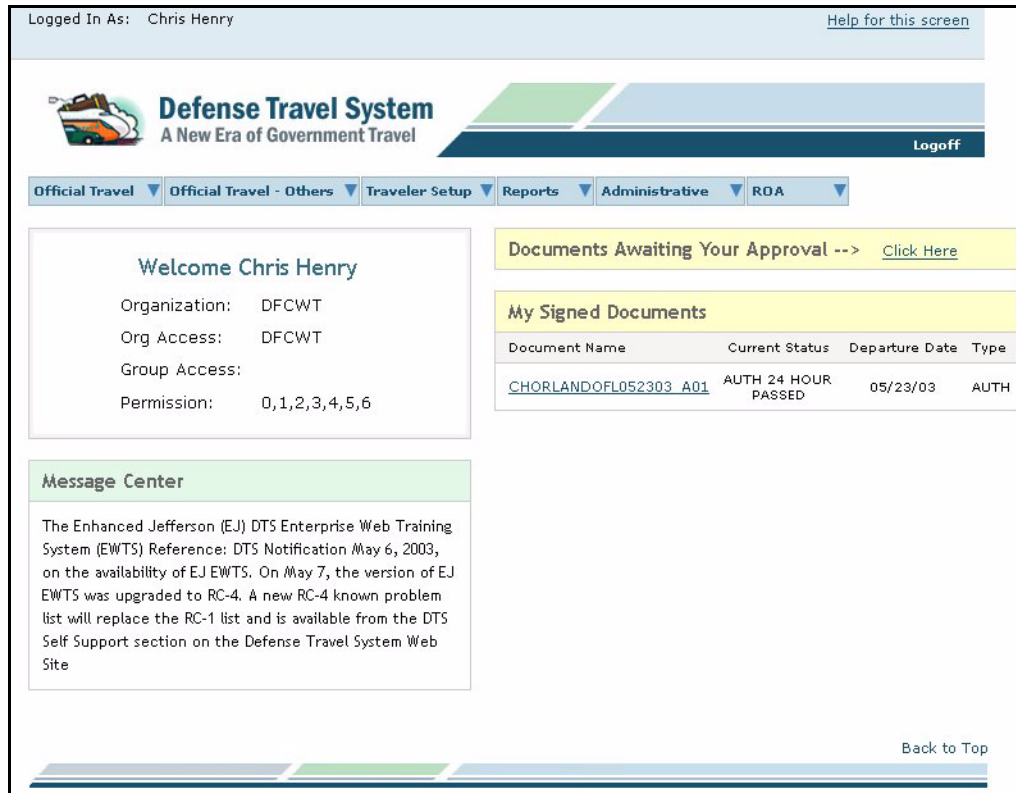 Logged In As: Chris Henry
Help for this screen
Defense Travel System
A New Era of Government Travel
Logoff
Official Travel Official Travel - Others Traveler Setup Reports Administrative ROA
Welcome Chris Henry
Organization: DFCWT
Org Access: DFCWT
Group Access:
Permission: 0,1,2,3,4,5,6
Documents Awaiting Your Approval --> Click Here
My Signed Documents
Document Name Current Status Departure Date Type
CHORLANDOFL052303_A01 AUTH 24 HOUR PASSED 05/23/03 AUTH
Message Center
The Enhanced Jefferson (EJ) DTS Enterprise Web Training
System (EWTS) Reference: DTS Notification May 6, 2003,
on the availability of EJ EWTS. On May 7, the version of EJ
EWTS was upgraded to RC-4. A new RC-4 known problem
list will replace the RC-1 list and is available from the DTS
Self Support section on the Defense Travel System Web
Site
Back to Top